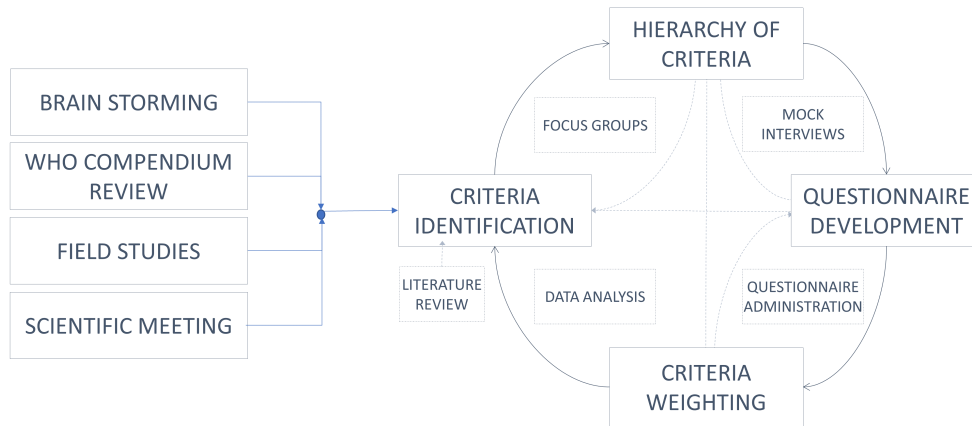 BRAIN STORMING
WHO COMPENDIUM
REVIEW
FIELD STUDIES
SCIENTIFIC MEETING
CRITERIA
IDENTIFICATION
LITERATURE
REVIEW
HIERARCHY OF
CRITERIA
FOCUS GROUPS
MOCK
INTERVIEWS
QUESTIONNAIRE
DEVELOPMENT
DATA ANALYSIS
QUESTIONNAIRE
ADMINISTRATION
CRITERIA
WEIGHTING